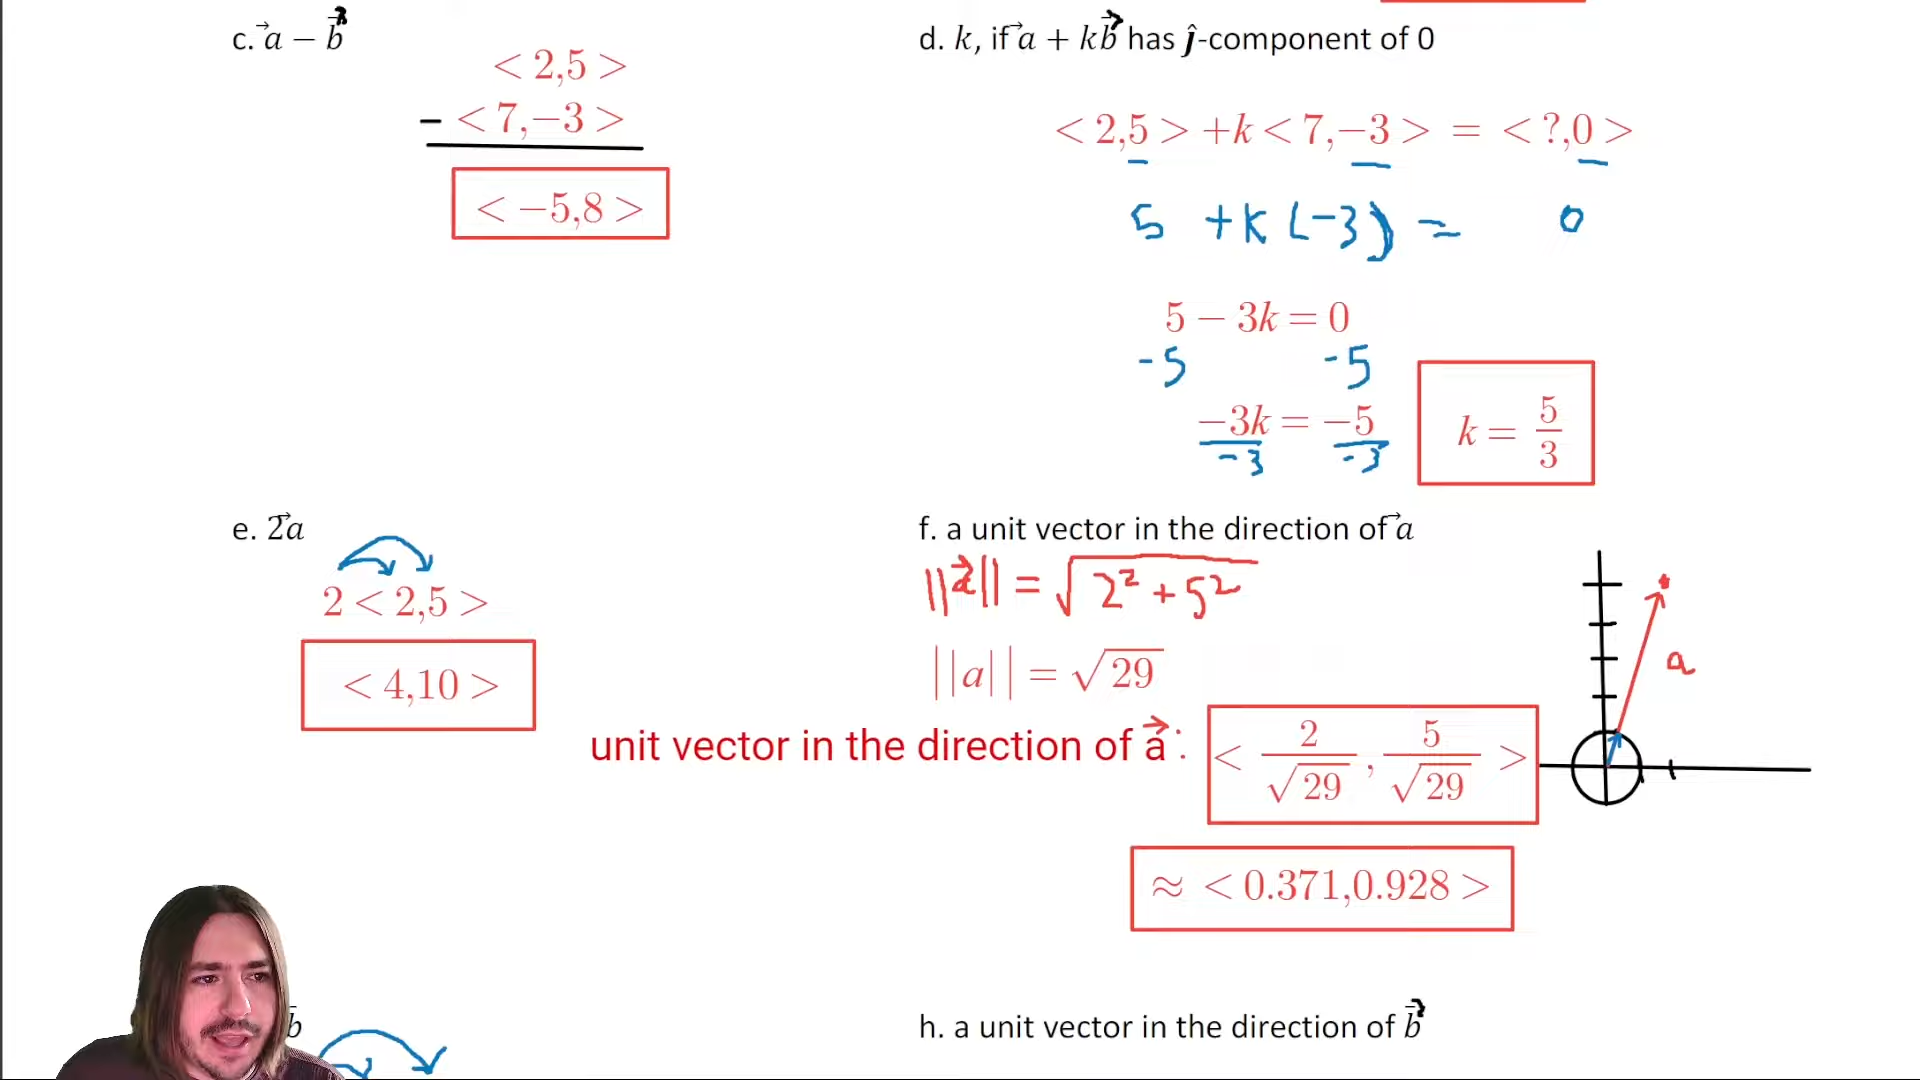 c. a⃗ − b⃗
< 2,5 >
− < 7,−3 >
< −5,8 >
d. k, if a⃗ + kb⃗ has ĵ-component of 0
< 2,5 > +k < 7,−3 > = < ?,0 >
5 +k (−3) = 0
5 − 3k = 0
-5 -5
−3k = −5
-3 -3
k = 5/3
e. 2a⃗
2 < 2,5 >
< 4,10 >
f. a unit vector in the direction of a⃗
||a⃗|| = √(2² + 5²)
||a|| = √29
a
unit vector in the direction of a⃗ : < 2/√29 , 5/√29 >
≈ < 0.371,0.928 >
b
h. a unit vector in the direction of b⃗